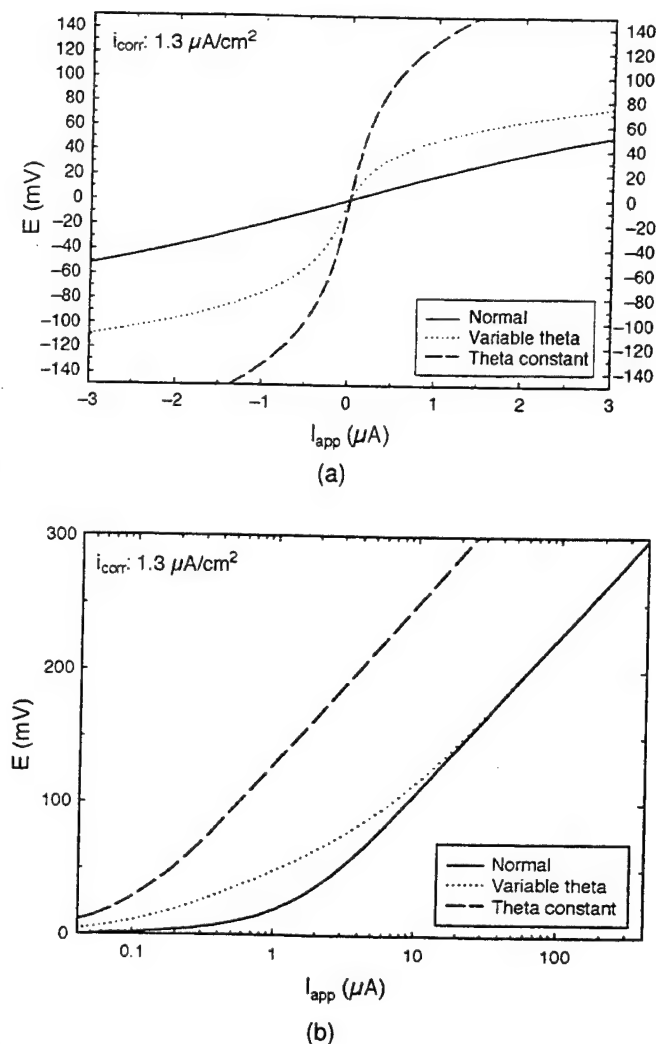 140
120
100
80
60
40
20
0
−20
−40
−60
−80
−100
−120
−140
E (mV)
i_corr: 1.3 μA/cm²
Normal
Variable theta
Theta constant
140
120
100
80
60
40
20
0
−20
−40
−60
−80
−100
−120
−140
−3 −2 −1 0 1 2 3
I_app (μA)
(a)
300
200
100
0
E (mV)
i_corr: 1.3 μA/cm²
Normal
Variable theta
Theta constant
0.1 1 10 100
I_app (μA)
(b)